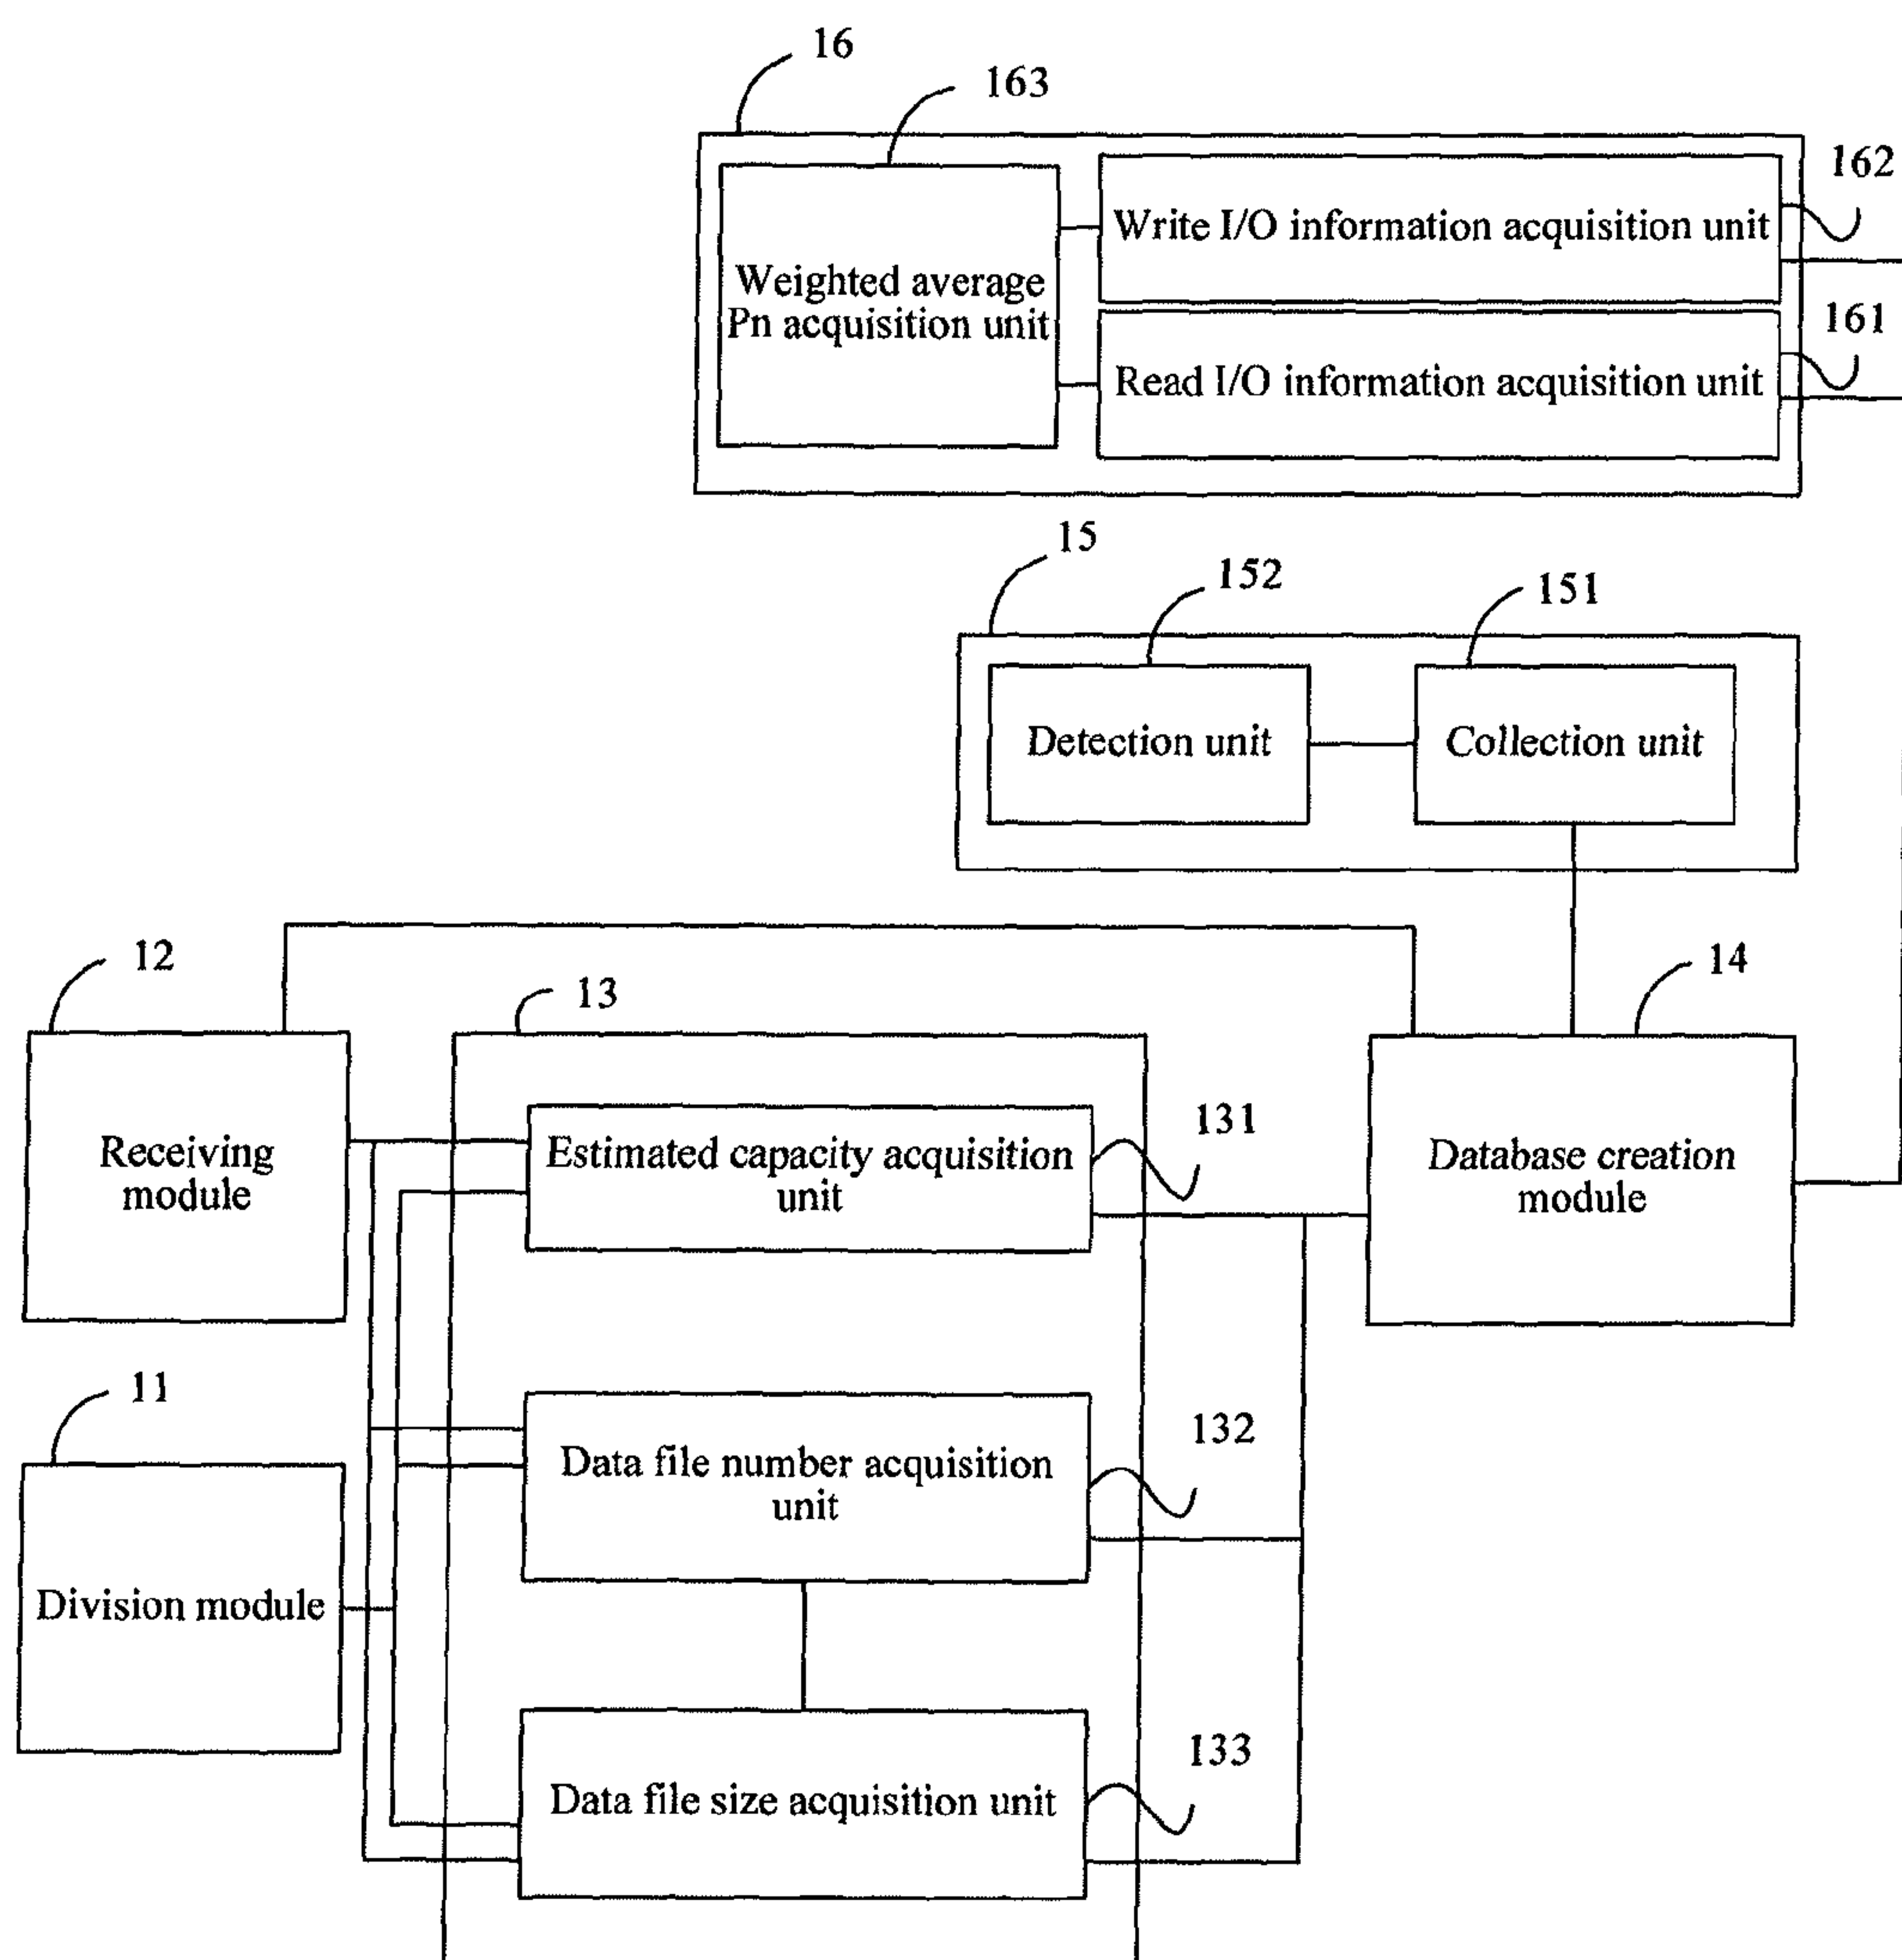 16
163
162
Write I/O information acquisition unit
Weighted average
Pn acquisition unit
161
Read I/O information acquisition unit
15
152
151
Detection unit
Collection unit
12
13
14
131
Receiving
module
Estimated capacity acquisition
unit
Database creation
module
11
132
Data file number acquisition
unit
Division module
133
Data file size acquisition unit